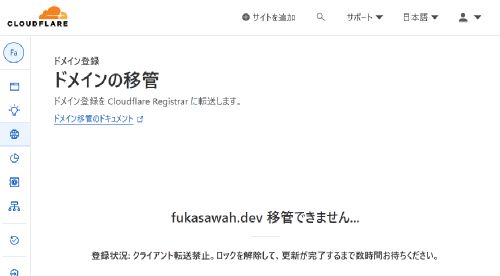 CLOUDFLARE
サイトを追加
サポート
日本語
Fa
ドメイン登録
ドメインの移管
ドメイン登録を Cloudflare Registrar に転送します。
ドメイン移管のドキュメント
fukasawah.dev 移管できません...
登録状況: クライアント転送禁止。ロックを解除して、更新が完了するまで数時間お待ちください。